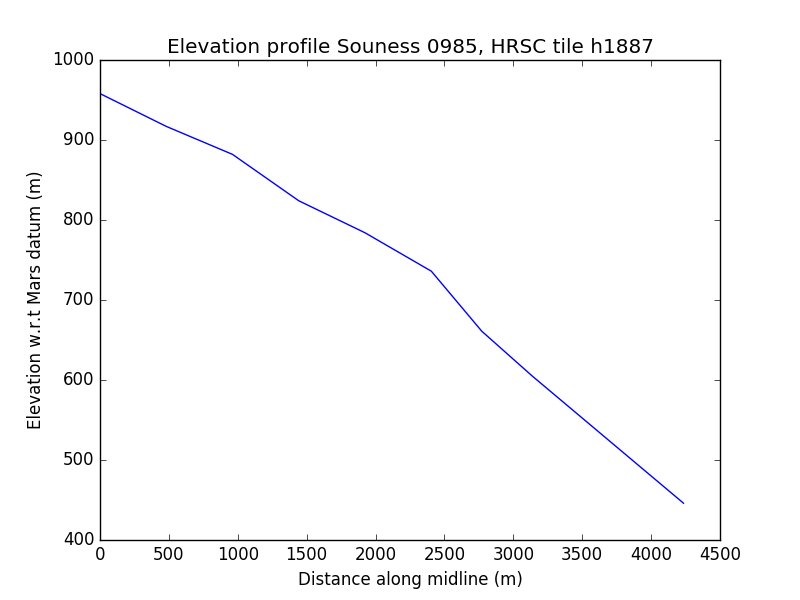 Elevation profile Souness 0985, HRSC tile h1887
1000
900
800
700
600
500
400
Elevation w.r.t Mars datum (m)
0 500 1000 1500 2000 2500 3000 3500 4000 4500
Distance along midline (m)